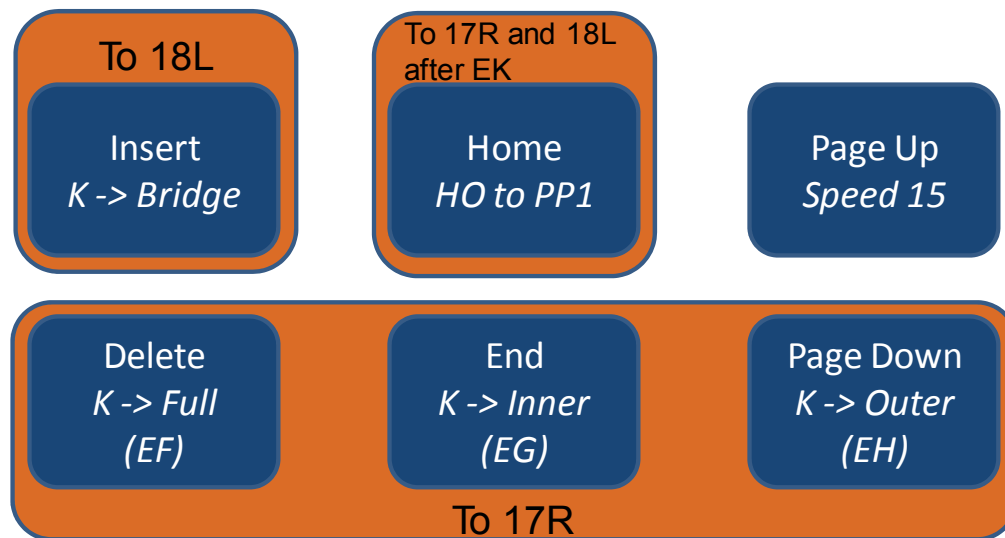 To 18L
Insert
K -> Bridge
To 17R and 18L
after EK
Home
HO to PP1
Page Up
Speed 15
Delete
K -> Full
(EF)
End
K -> Inner
(EG)
Page Down
K -> Outer
(EH)
To 17R